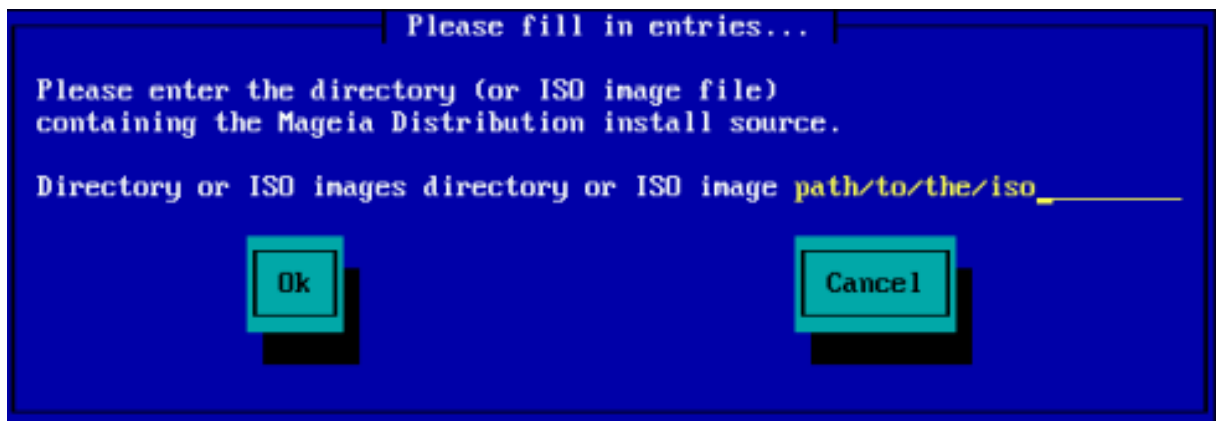 Please fill in entries...
Please enter the directory (or ISO image file)
containing the Mageia Distribution install source.
Directory or ISO images directory or ISO image path/to/the/iso_
Ok Cancel